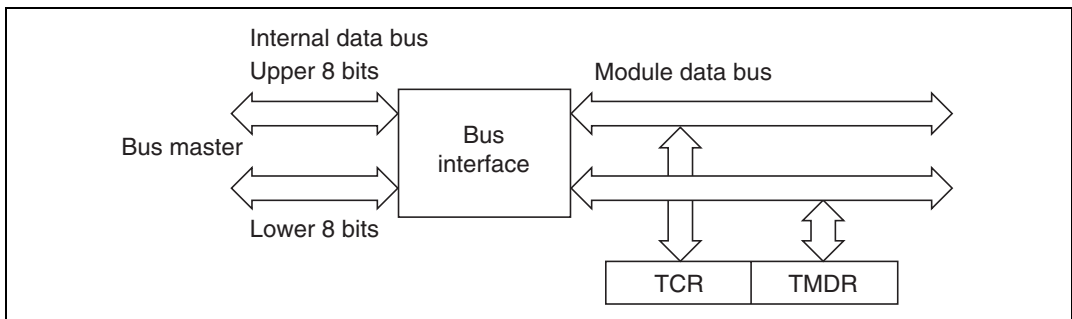 Internal data bus
Upper 8 bits
Module data bus
Bus master
Bus
interface
Lower 8 bits
TCR
TMDR